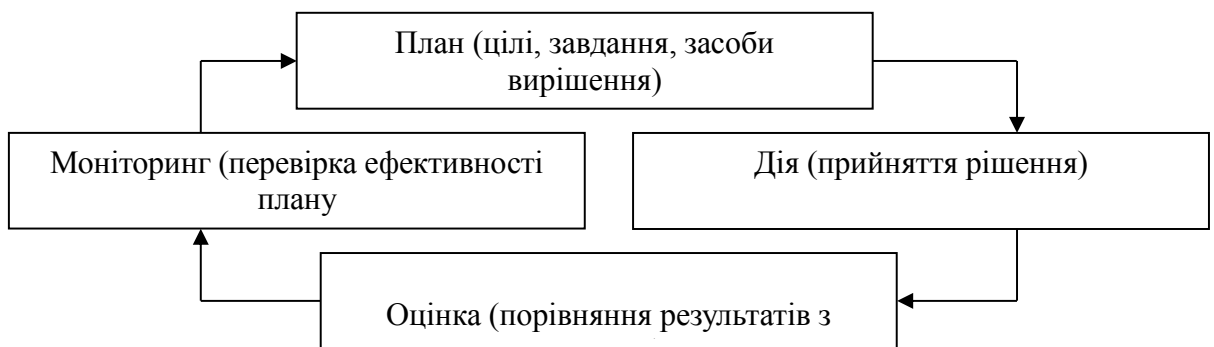 План (цілі, завдання, засоби
вирішення)
Моніторинг (перевірка ефективності
плану
Дія (прийняття рішення)
Оцінка (порівняння результатів з